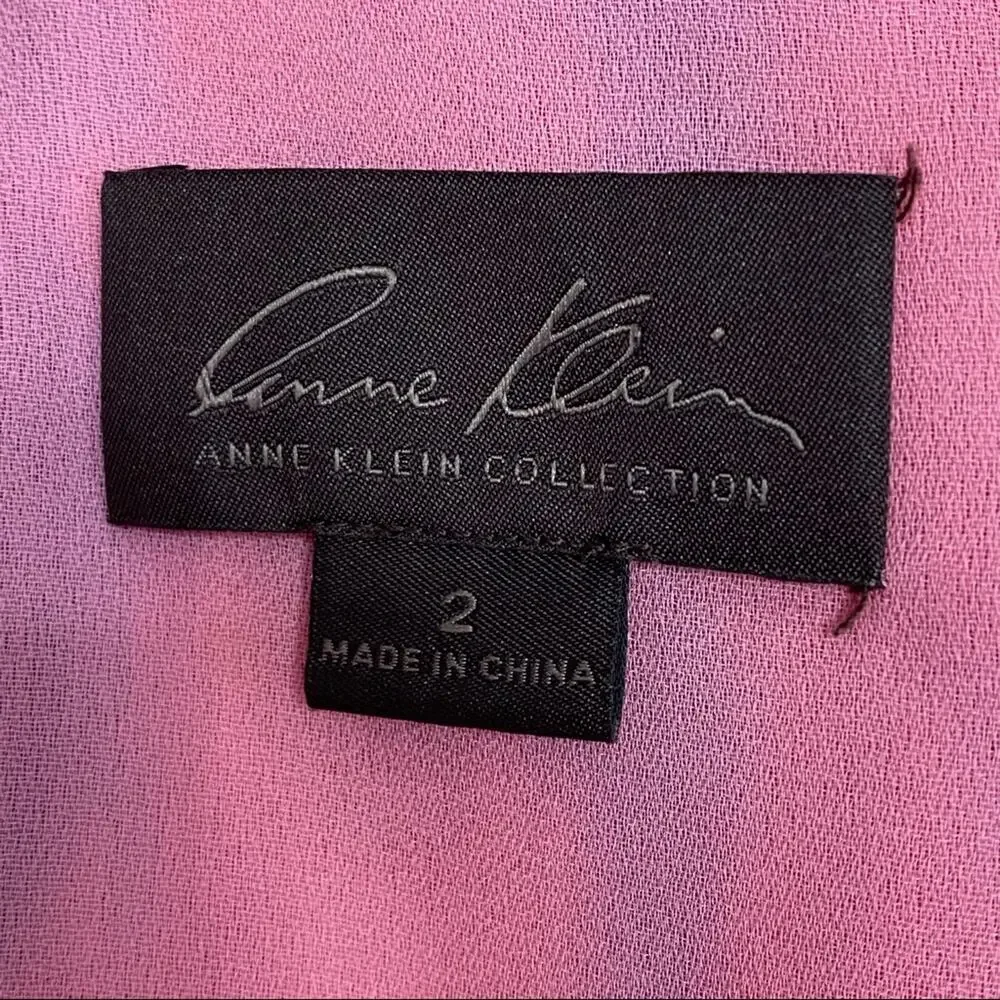 Anne Klein
ANNE KLEIN COLLECTION
2
MADE IN CHINA